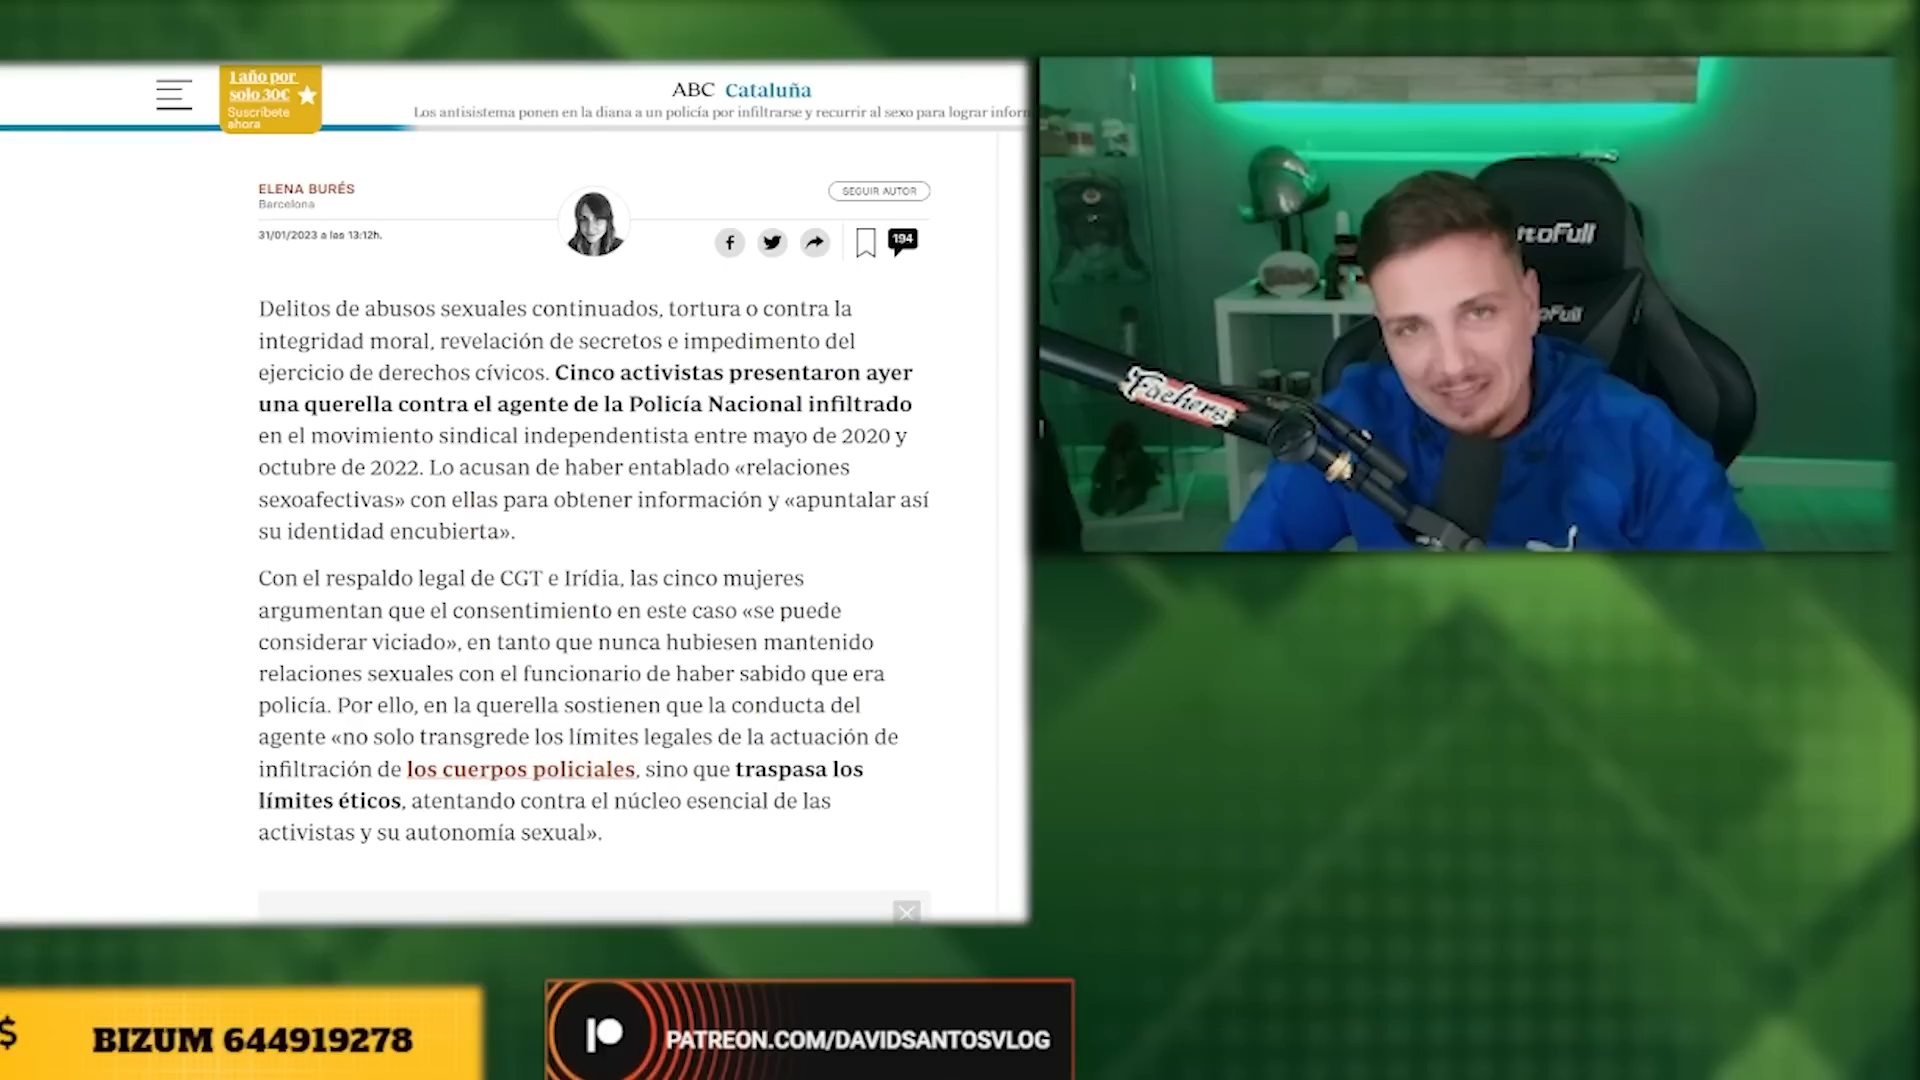 1 año por
solo 30€
Suscríbete
ahora
ABC Cataluña
Los antisistema ponen en la diana a un policía por infiltrarse y recurrir al sexo para lograr inform
ELENA BURÉS
Barcelona
SEGUIR AUTOR
31/01/2023 a las 13:12h.
194
Delitos de abusos sexuales continuados, tortura o contra la
integridad moral, revelación de secretos e impedimento del
ejercicio de derechos cívicos. Cinco activistas presentaron ayer
una querella contra el agente de la Policía Nacional infiltrado
en el movimiento sindical independentista entre mayo de 2020 y
octubre de 2022. Lo acusan de haber entablado «relaciones
sexoafectivas» con ellas para obtener información y «apuntalar así
su identidad encubierta».
Con el respaldo legal de CGT e Irídia, las cinco mujeres
argumentan que el consentimiento en este caso «se puede
considerar viciado», en tanto que nunca hubiesen mantenido
relaciones sexuales con el funcionario de haber sabido que era
policía. Por ello, en la querella sostienen que la conducta del
agente «no solo transgrede los límites legales de la actuación de
infiltración de los cuerpos policiales, sino que traspasa los
límites éticos, atentando contra el núcleo esencial de las
activistas y su autonomía sexual».
toFull
oFull
Fachers
$ BIZUM 644919278
PATREON.COM/DAVIDSANTOSVLOG